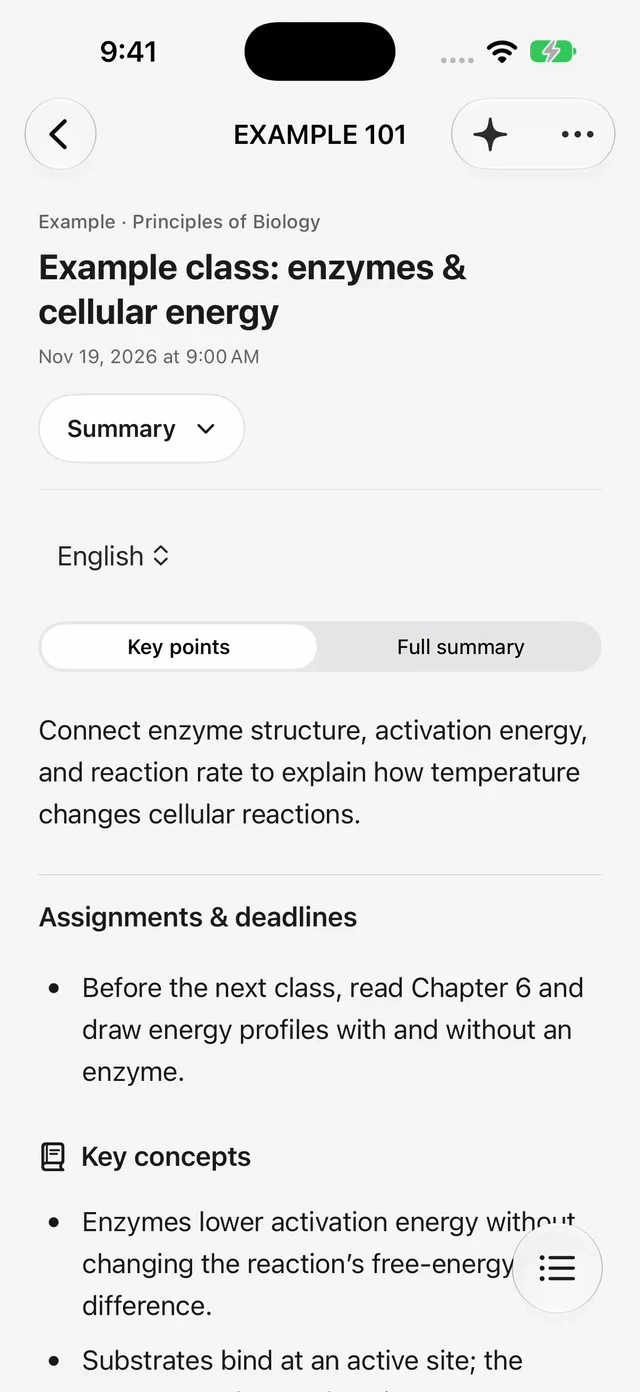 9:41
EXAMPLE 101
Example · Principles of Biology
Example class: enzymes &
cellular energy
Nov 19, 2026 at 9:00 AM
Summary
English
Key points
Full summary
Connect enzyme structure, activation energy,
and reaction rate to explain how temperature
changes cellular reactions.
Assignments & deadlines
• Before the next class, read Chapter 6 and
draw energy profiles with and without an
enzyme.
Key concepts
• Enzymes lower activation energy without
changing the reaction’s free-energy
difference.
• Substrates bind at an active site; the